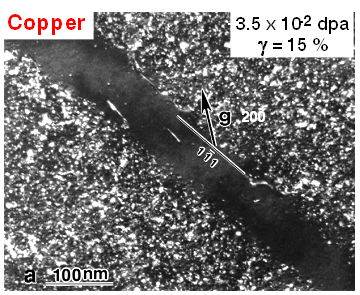 Copper
3.5 × 10⁻² dpa
γ = 15 %
g 200
111
a 100nm